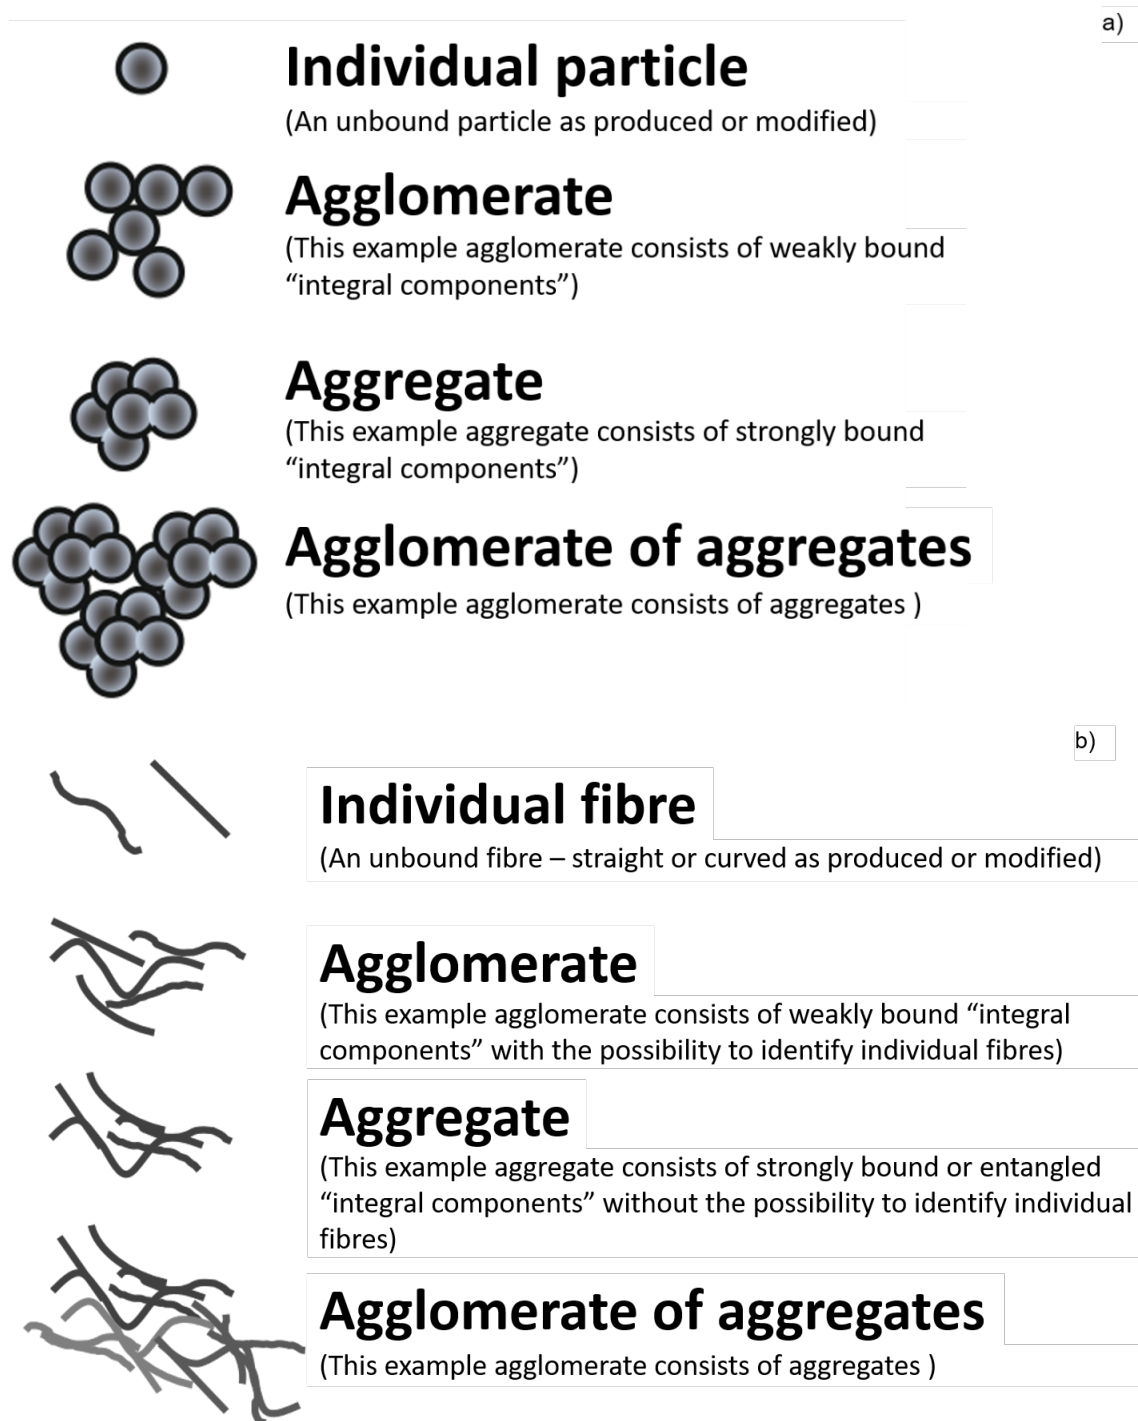 a)
Individual particle
(An unbound particle as produced or modified)
Agglomerate
(This example agglomerate consists of weakly bound
“integral components”)
Aggregate
(This example aggregate consists of strongly bound
“integral components”)
Agglomerate of aggregates
(This example agglomerate consists of aggregates )
b)
Individual fibre
(An unbound fibre – straight or curved as produced or modified)
Agglomerate
(This example agglomerate consists of weakly bound “integral
components” with the possibility to identify individual fibres)
Aggregate
(This example aggregate consists of strongly bound or entangled
“integral components” without the possibility to identify individual
fibres)
Agglomerate of aggregates
(This example agglomerate consists of aggregates )